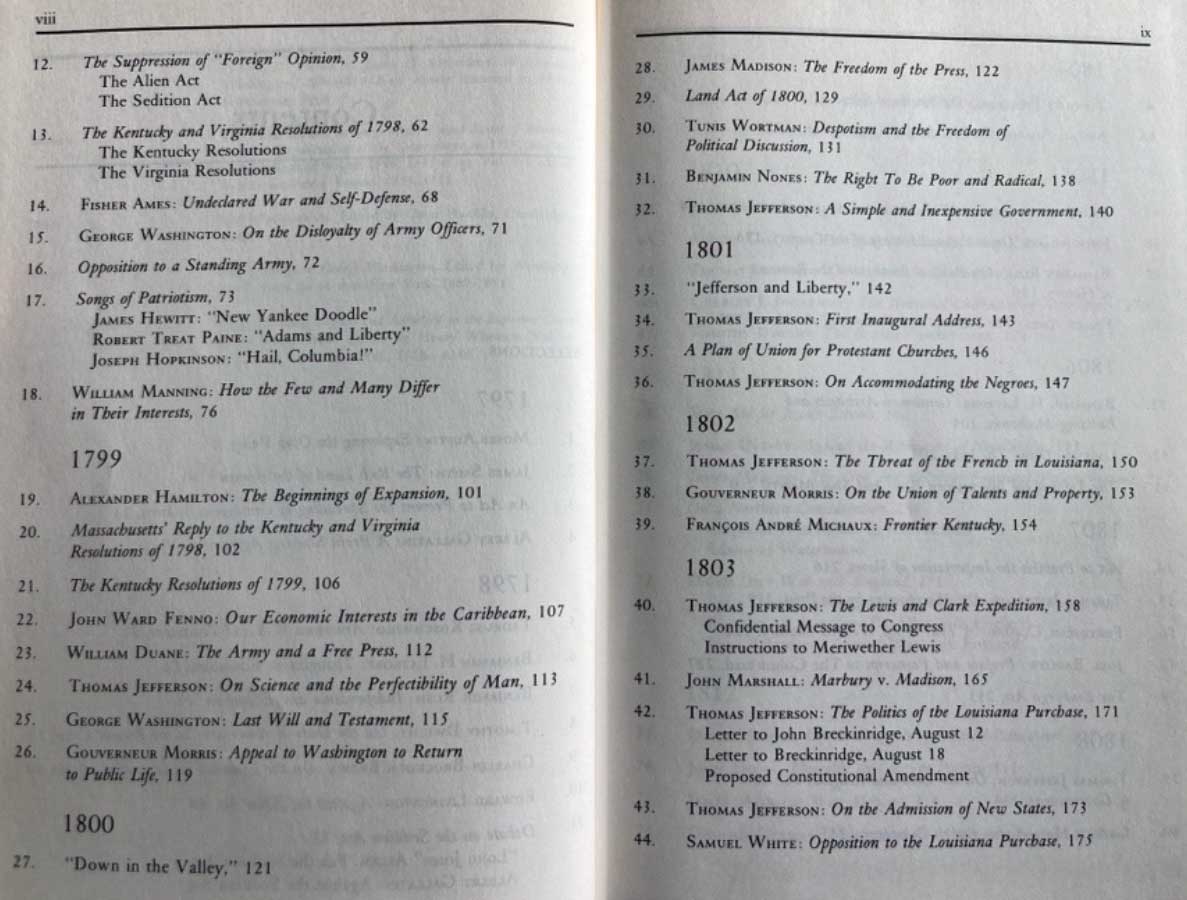 viii
12. The Suppression of "Foreign" Opinion, 59
The Alien Act
The Sedition Act
13. The Kentucky and Virginia Resolutions of 1798, 62
The Kentucky Resolutions
The Virginia Resolutions
14. FISHER AMES: Undeclared War and Self-Defense, 68
15. GEORGE WASHINGTON: On the Disloyalty of Army Officers, 71
16. Opposition to a Standing Army, 72
17. Songs of Patriotism, 73
JAMES HEWITT: "New Yankee Doodle"
ROBERT TREAT PAINE: "Adams and Liberty"
JOSEPH HOPKINSON: "Hail, Columbia!"
18. WILLIAM MANNING: How the Few and Many Differ
in Their Interests, 76
1799
19. ALEXANDER HAMILTON: The Beginnings of Expansion, 101
20. Massachusetts' Reply to the Kentucky and Virginia
Resolutions of 1798, 102
21. The Kentucky Resolutions of 1799, 106
22. JOHN WARD FENNO: Our Economic Interests in the Caribbean, 107
23. WILLIAM DUANE: The Army and a Free Press, 112
24. THOMAS JEFFERSON: On Science and the Perfectibility of Man, 113
25. GEORGE WASHINGTON: Last Will and Testament, 115
26. GOUVERNEUR MORRIS: Appeal to Washington to Return
to Public Life, 119
1800
27. "Down in the Valley," 121
ix
28. JAMES MADISON: The Freedom of the Press, 122
29. Land Act of 1800, 129
30. TUNIS WORTMAN: Despotism and the Freedom of
Political Discussion, 131
31. BENJAMIN NONES: The Right To Be Poor and Radical, 138
32. THOMAS JEFFERSON: A Simple and Inexpensive Government, 140
1801
33. "Jefferson and Liberty," 142
34. THOMAS JEFFERSON: First Inaugural Address, 143
35. A Plan of Union for Protestant Churches, 146
36. THOMAS JEFFERSON: On Accommodating the Negroes, 147
1802
37. THOMAS JEFFERSON: The Threat of the French in Louisiana, 150
38. GOUVERNEUR MORRIS: On the Union of Talents and Property, 153
39. FRANÇOIS ANDRÉ MICHAUX: Frontier Kentucky, 154
1803
40. THOMAS JEFFERSON: The Lewis and Clark Expedition, 158
Confidential Message to Congress
Instructions to Meriwether Lewis
41. JOHN MARSHALL: Marbury v. Madison, 165
42. THOMAS JEFFERSON: The Politics of the Louisiana Purchase, 171
Letter to John Breckinridge, August 12
Letter to Breckinridge, August 18
Proposed Constitutional Amendment
43. THOMAS JEFFERSON: On the Admission of New States, 173
44. SAMUEL WHITE: Opposition to the Louisiana Purchase, 175